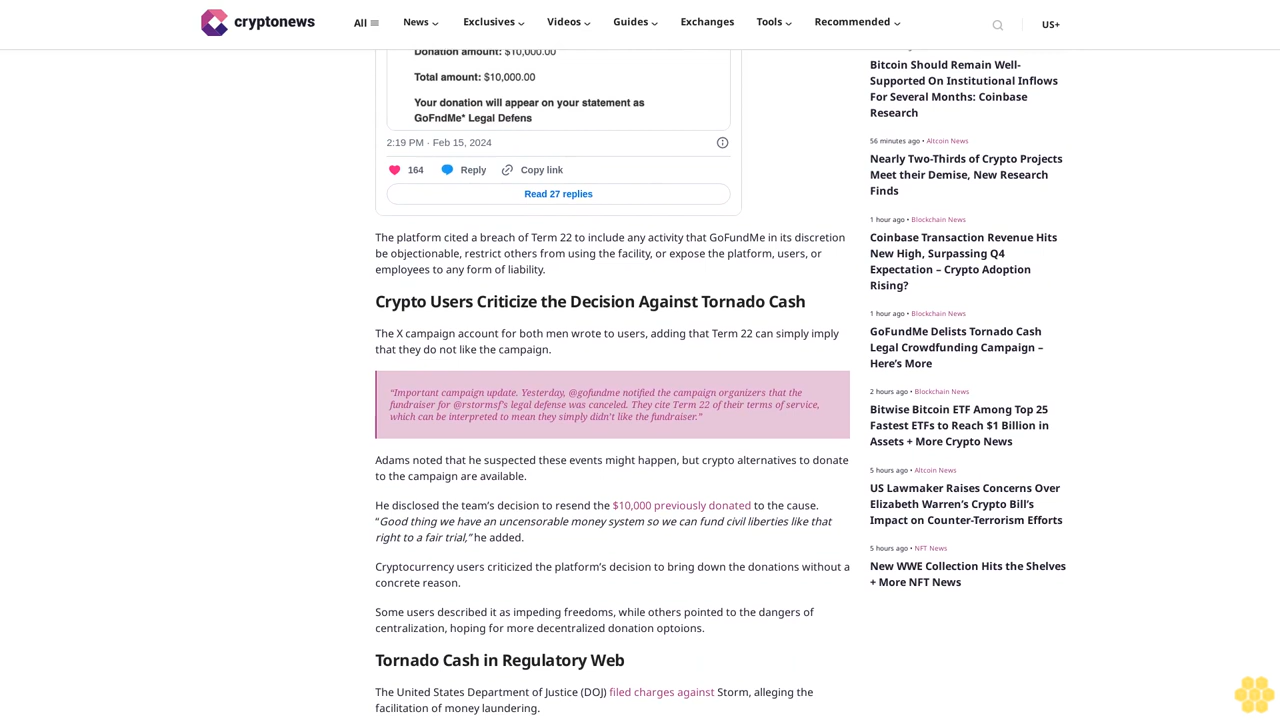 cryptonews
All
News
Exclusives
Videos
Guides
Exchanges
Tools
Recommended
US+
Donation amount: $10,000.00
Total amount: $10,000.00
Your donation will appear on your statement as
GoFndMe* Legal Defens
2:19 PM · Feb 15, 2024
164
Reply
Copy link
Read 27 replies
The platform cited a breach of Term 22 to include any activity that GoFundMe in its discretion
be objectionable, restrict others from using the facility, or expose the platform, users, or
employees to any form of liability.
Crypto Users Criticize the Decision Against Tornado Cash
The X campaign account for both men wrote to users, adding that Term 22 can simply imply
that they do not like the campaign.
“Important campaign update. Yesterday, @gofundme notified the campaign organizers that the
fundraiser for @rstormsf’s legal defense was canceled. They cite Term 22 of their terms of service,
which can be interpreted to mean they simply didn’t like the fundraiser.”
Adams noted that he suspected these events might happen, but crypto alternatives to donate
to the campaign are available.
He disclosed the team’s decision to resend the $10,000 previously donated to the cause.
“Good thing we have an uncensorable money system so we can fund civil liberties like that
right to a fair trial,” he added.
Cryptocurrency users criticized the platform’s decision to bring down the donations without a
concrete reason.
Some users described it as impeding freedoms, while others pointed to the dangers of
centralization, hoping for more decentralized donation optoions.
Tornado Cash in Regulatory Web
The United States Department of Justice (DOJ) filed charges against Storm, alleging the
facilitation of money laundering.
Bitcoin Should Remain Well-
Supported On Institutional Inflows
For Several Months: Coinbase
Research
56 minutes ago • Altcoin News
Nearly Two-Thirds of Crypto Projects
Meet their Demise, New Research
Finds
1 hour ago • Blockchain News
Coinbase Transaction Revenue Hits
New High, Surpassing Q4
Expectation – Crypto Adoption
Rising?
1 hour ago • Blockchain News
GoFundMe Delists Tornado Cash
Legal Crowdfunding Campaign –
Here’s More
2 hours ago • Blockchain News
Bitwise Bitcoin ETF Among Top 25
Fastest ETFs to Reach $1 Billion in
Assets + More Crypto News
5 hours ago • Altcoin News
US Lawmaker Raises Concerns Over
Elizabeth Warren’s Crypto Bill’s
Impact on Counter-Terrorism Efforts
5 hours ago • NFT News
New WWE Collection Hits the Shelves
+ More NFT News